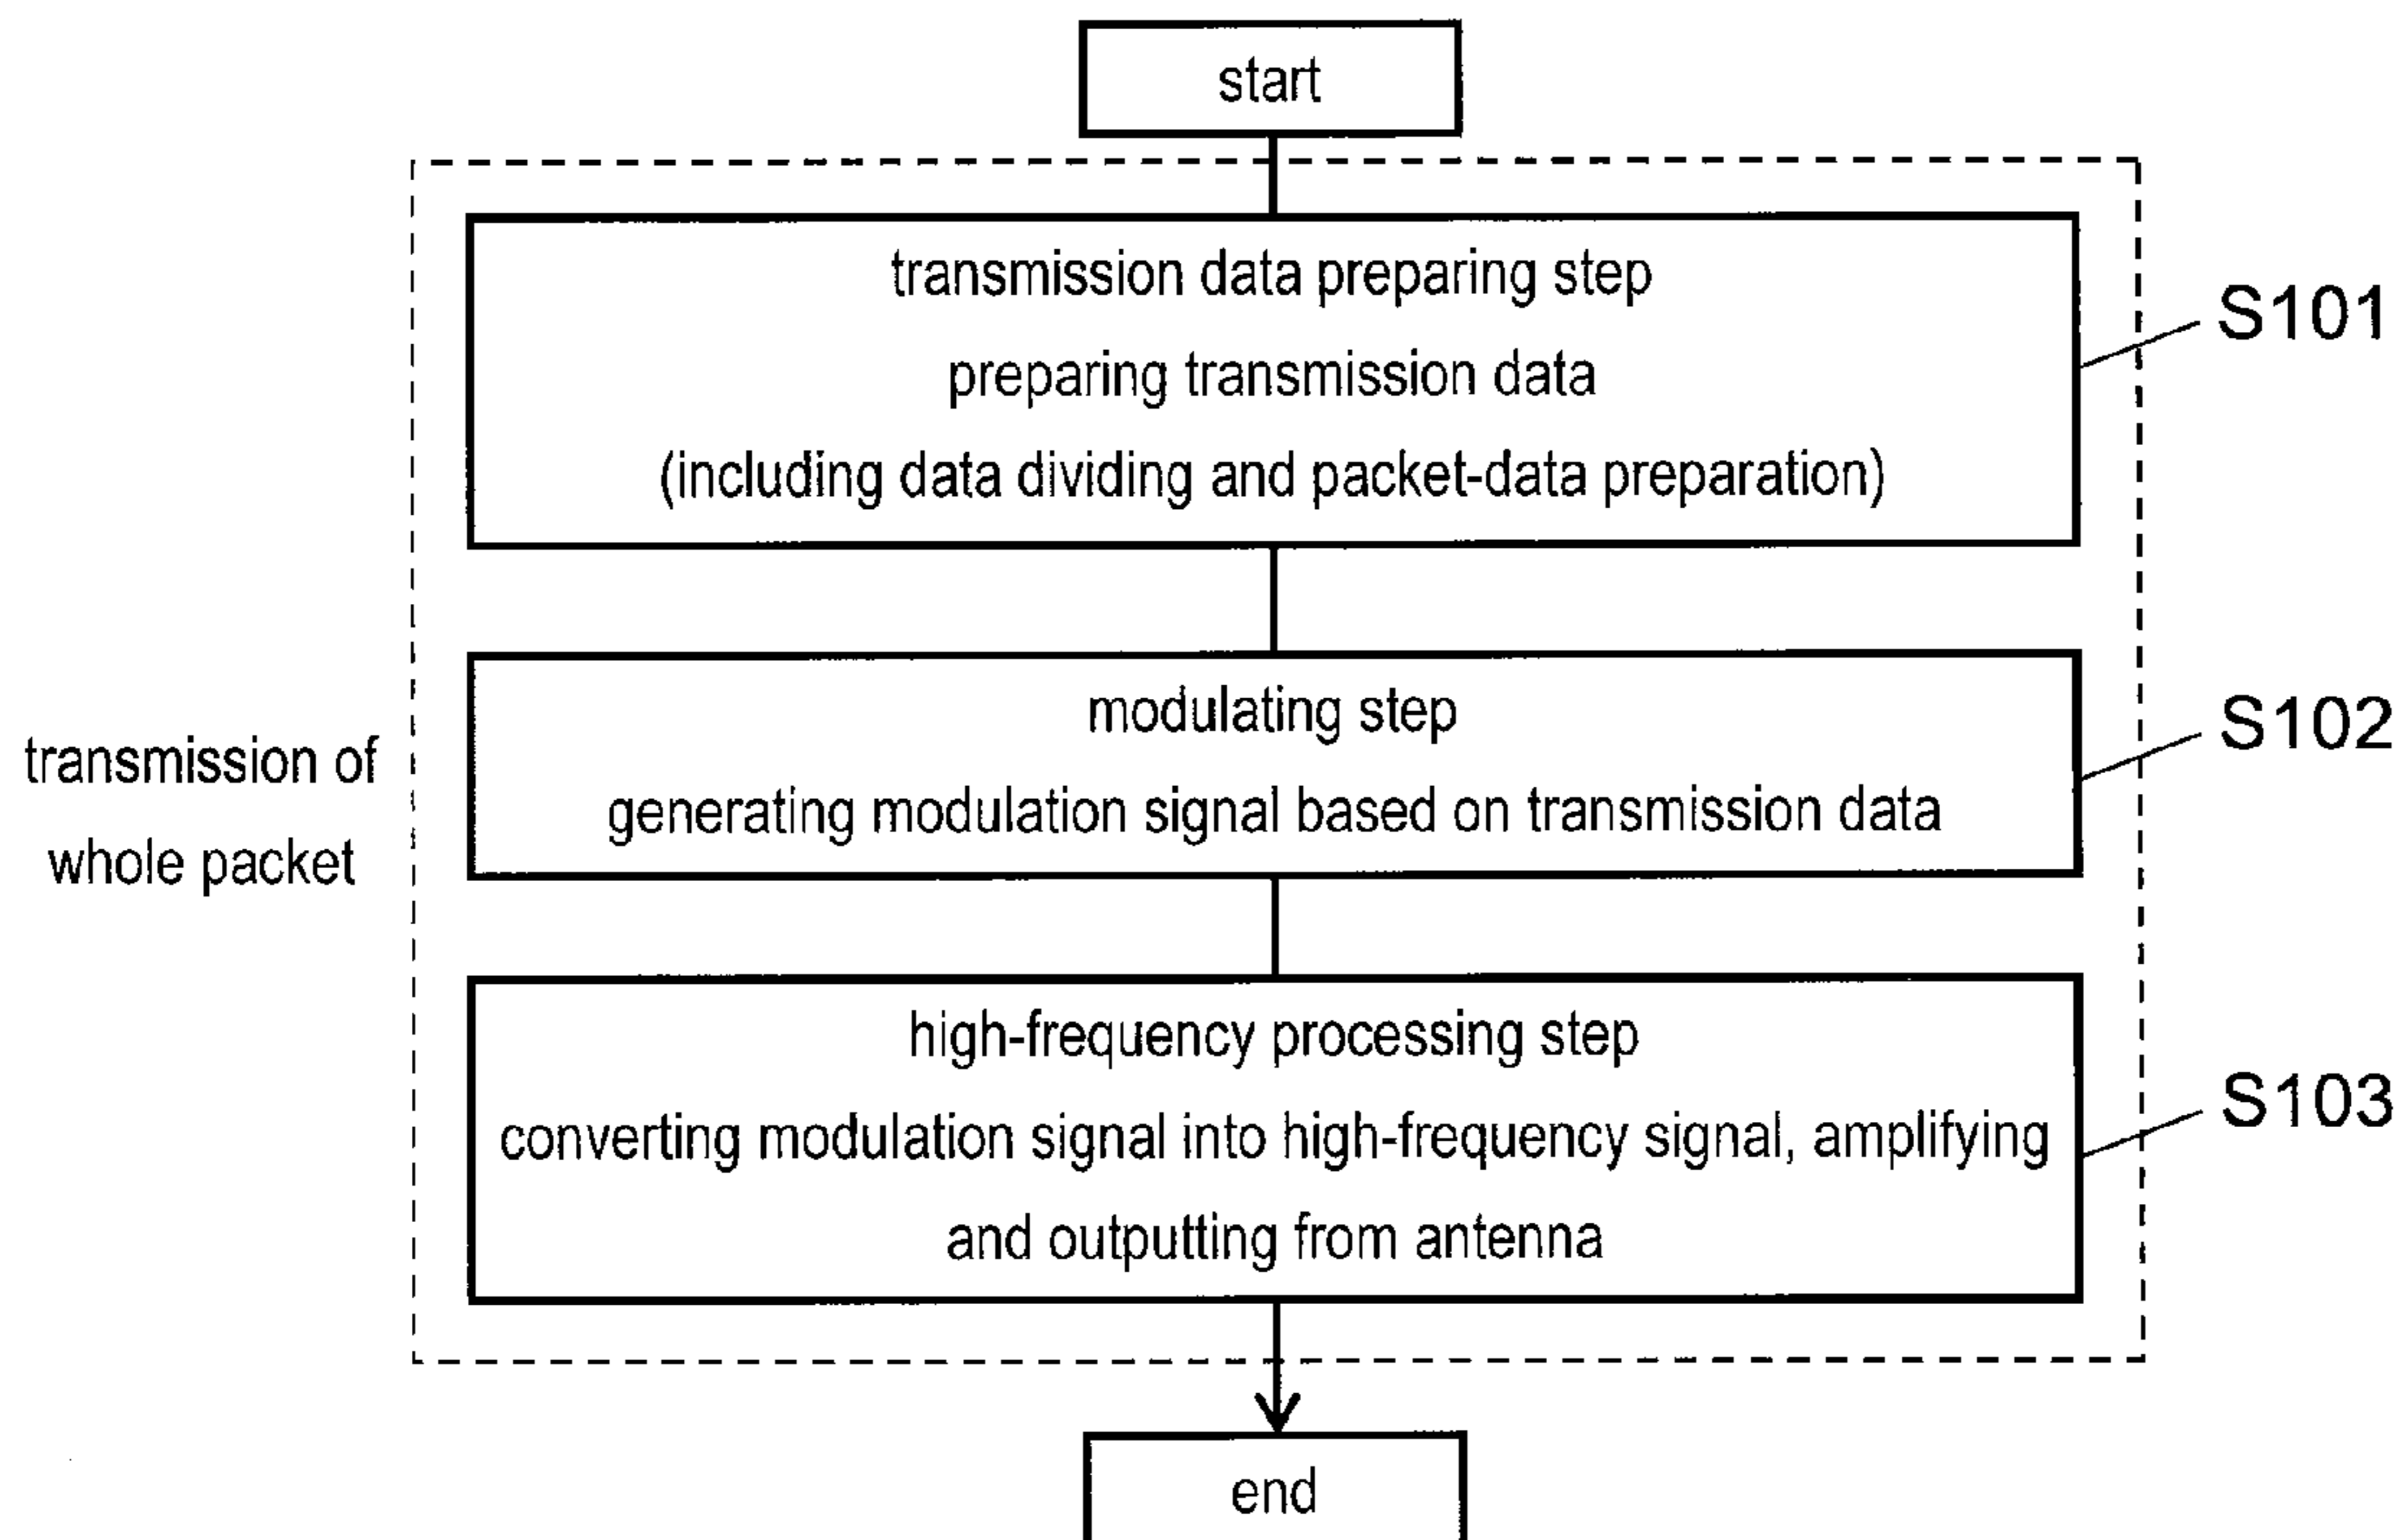 start
transmission data preparing step
preparing transmission data
(including data dividing and packet-data preparation)
S101
modulating step
generating modulation signal based on transmission data
S102
transmission of
whole packet
high-frequency processing step
converting modulation signal into high-frequency signal, amplifying
and outputting from antenna
S103
end